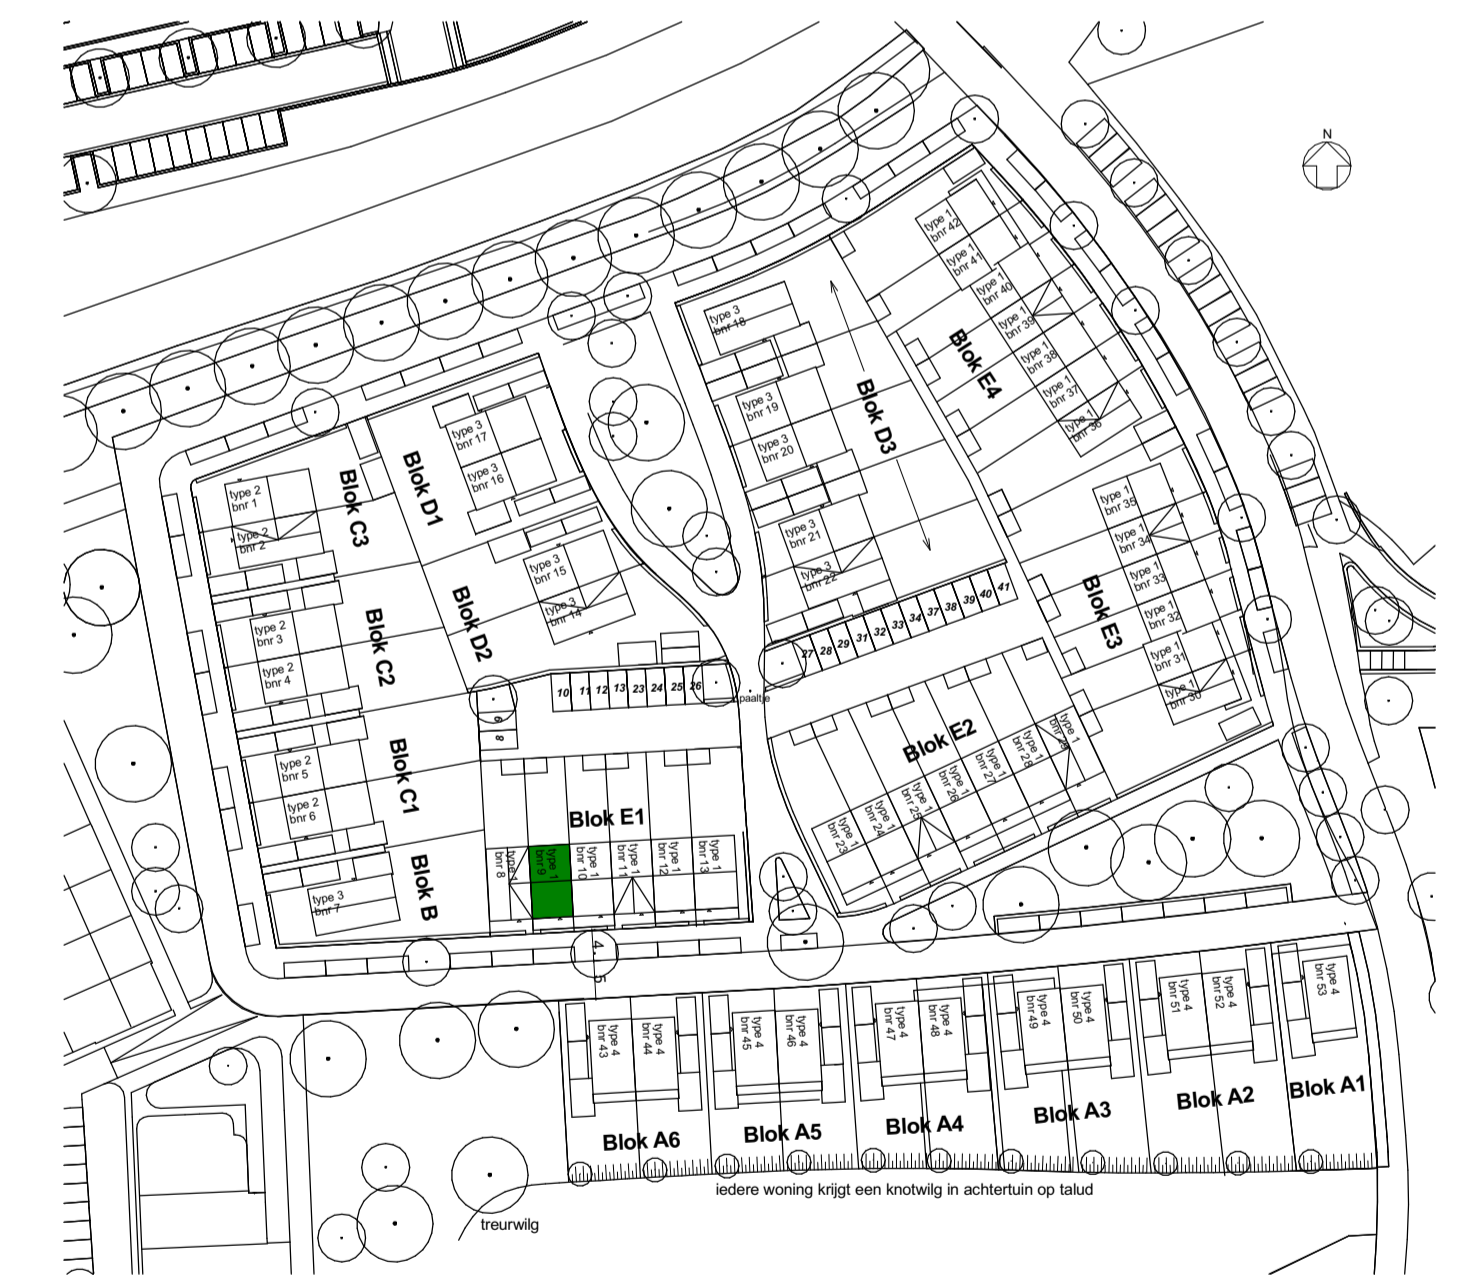 N
type 1
bnr 42
type 1
bnr 41
type 1
bnr 40
type 1
bnr 39
type 1
bnr 38
type 1
bnr 37
type 1
bnr 36
Blok E4
type 3
bnr 18
type 3
bnr 19
type 3
bnr 20
type 3
bnr 21
type 3
bnr 22
Blok D3
type 3
bnr 17
type 3
bnr 16
Blok D1
type 2
bnr 1
type 2
bnr 2
Blok C3
type 1
bnr 35
type 1
bnr 34
type 1
bnr 33
type 1
bnr 32
type 1
bnr 31
type 1
bnr 30
Blok E3
type 3
bnr 15
type 3
bnr 14
Blok D2
type 2
bnr 3
type 2
bnr 4
Blok C2
27 28 29 31 32 33 34 37 38 39 40 41
10 11 12 13 23 24 25 26
paaltje
8
type 2
bnr 5
type 2
bnr 6
Blok C1
Blok E2
type 1
bnr 23
type 1
bnr 24
type 1
bnr 25
type 1
bnr 26
type 1
bnr 27
type 1
bnr 28
type 1
bnr 29
Blok E1
type 1
bnr 8
type 1
bnr 9
type 1
bnr 10
type 1
bnr 11
type 1
bnr 12
type 1
bnr 13
type 3
bnr 7
Blok B
type 4
bnr 43
type 4
bnr 44
type 4
bnr 45
type 4
bnr 46
type 4
bnr 47
type 4
bnr 48
type 4
bnr 49
type 4
bnr 50
type 4
bnr 51
type 4
bnr 52
type 4
bnr 53
Blok A6
Blok A5
Blok A4
Blok A3
Blok A2
Blok A1
iedere woning krijgt een knotwilg in achtertuin op talud
treurwilg